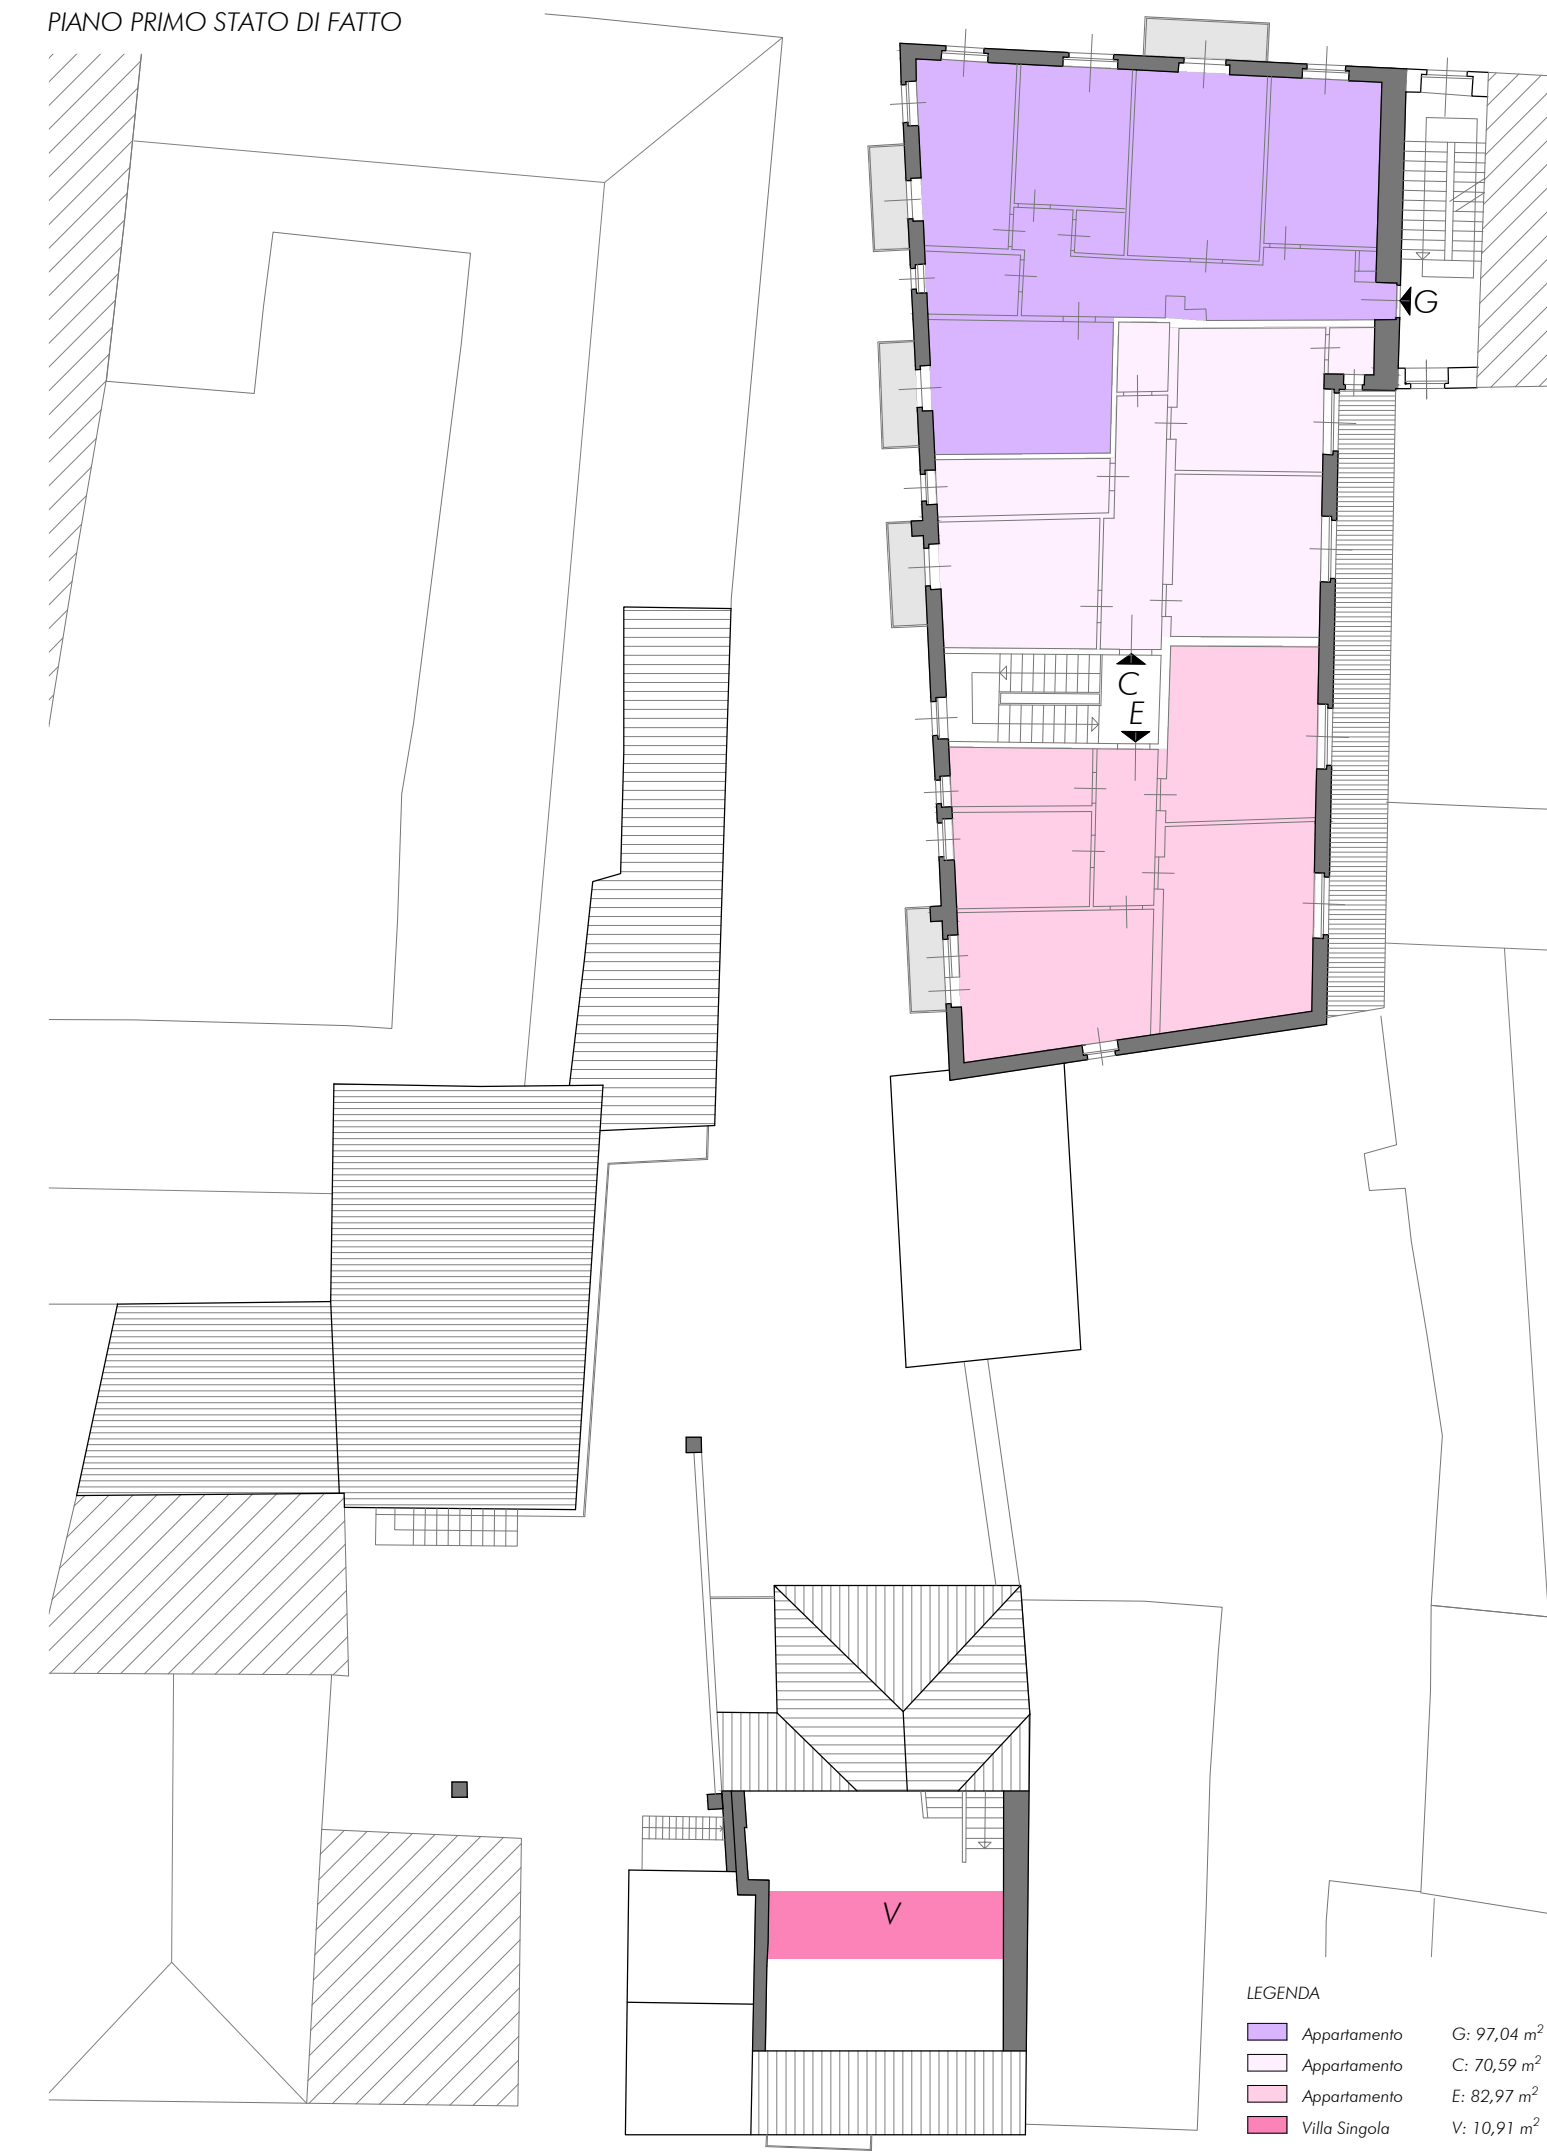 PIANO PRIMO STATO DI FATTO
G
C
E
V
LEGENDA
Appartamento G: 97,04 m²
Appartamento C: 70,59 m²
Appartamento E: 82,97 m²
Villa Singola V: 10,91 m²